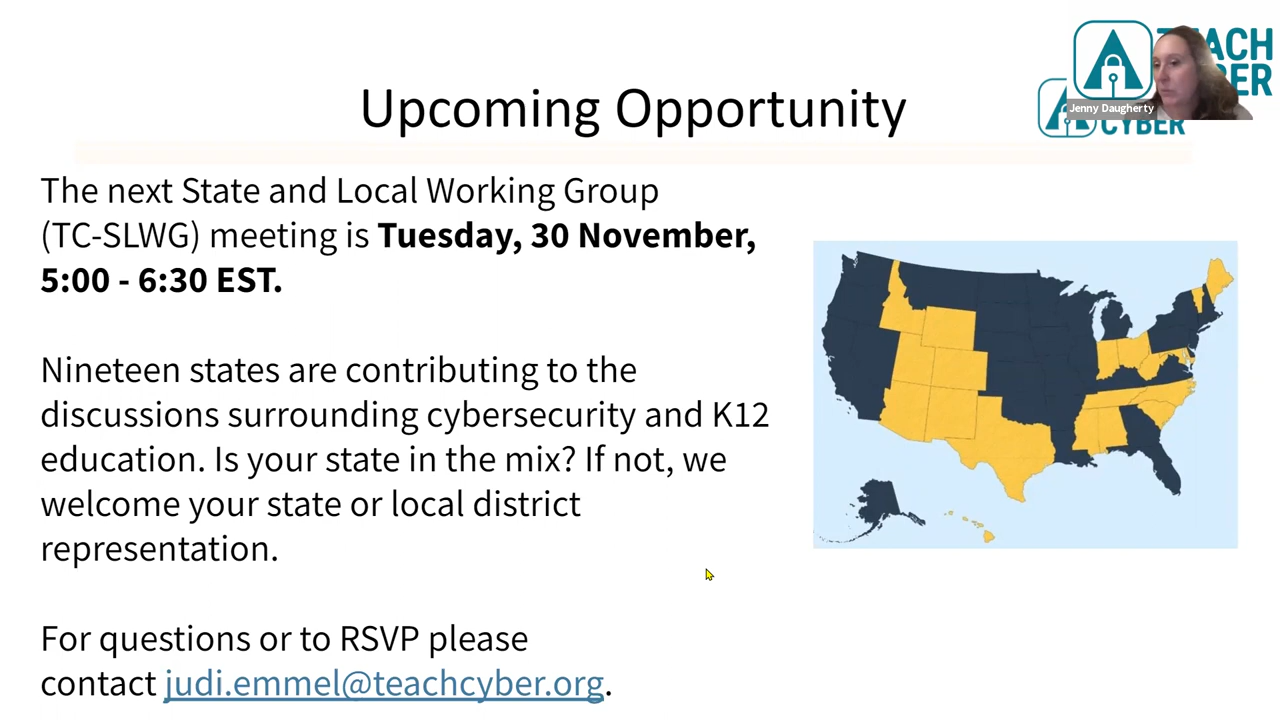 TEACH
CYBER
Jenny Daugherty
CYBER
Upcoming Opportunity
The next State and Local Working Group
(TC-SLWG) meeting is Tuesday, 30 November,
5:00 - 6:30 EST.
Nineteen states are contributing to the
discussions surrounding cybersecurity and K12
education. Is your state in the mix? If not, we
welcome your state or local district
representation.
For questions or to RSVP please
contact judi.emmel@teachcyber.org.